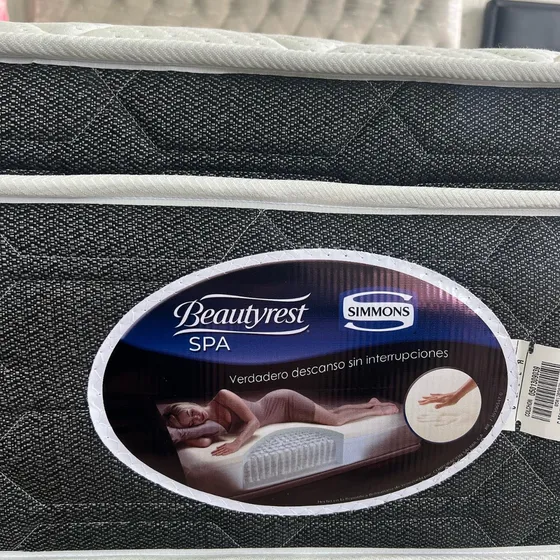 Beautyrest
SPA
SIMMONS
Verdadero descanso sin interrupciones